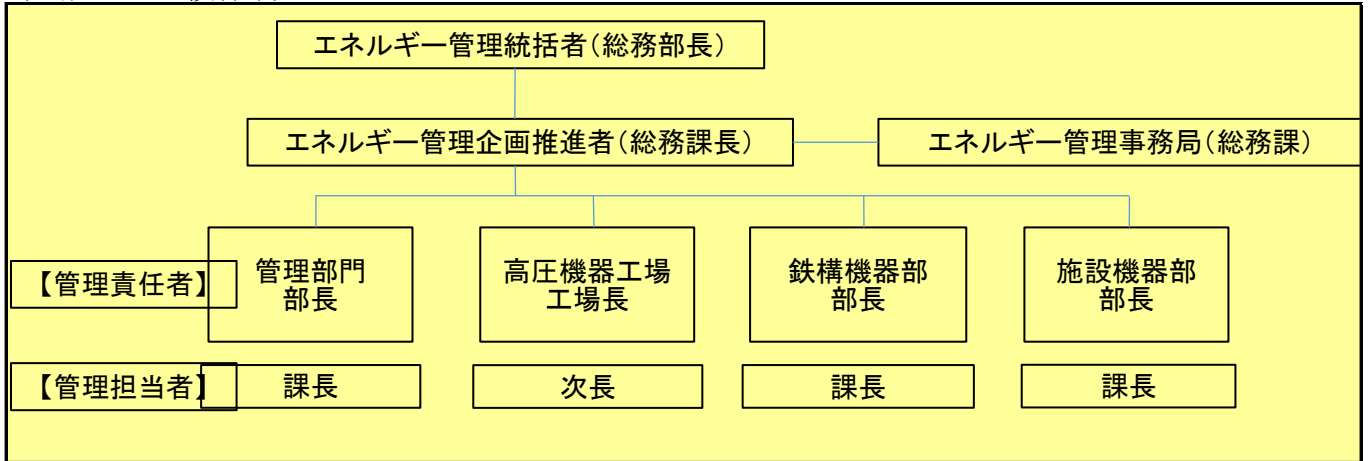 エネルギー管理統括者（総務部長）
エネルギー管理企画推進者（総務課長）
エネルギー管理事務局（総務課）
【管理責任者】
管理部門
部長
高圧機器工場
工場長
鉄構機器部
部長
施設機器部
部長
【管理担当者】
課長
次長
課長
課長